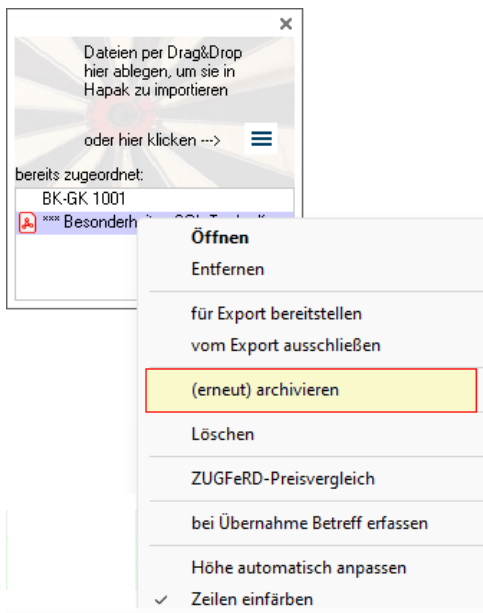 Dateien per Drag&Drop
hier ablegen, um sie in
Hapak zu importieren
oder hier klicken --->
bereits zugeordnet:
BK-GK 1001
*** Besonderh
Öffnen
Entfernen
für Export bereitstellen
vom Export ausschließen
(erneut) archivieren
Löschen
ZUGFeRD-Preisvergleich
bei Übernahme Betreff erfassen
Höhe automatisch anpassen
Zeilen einfärben